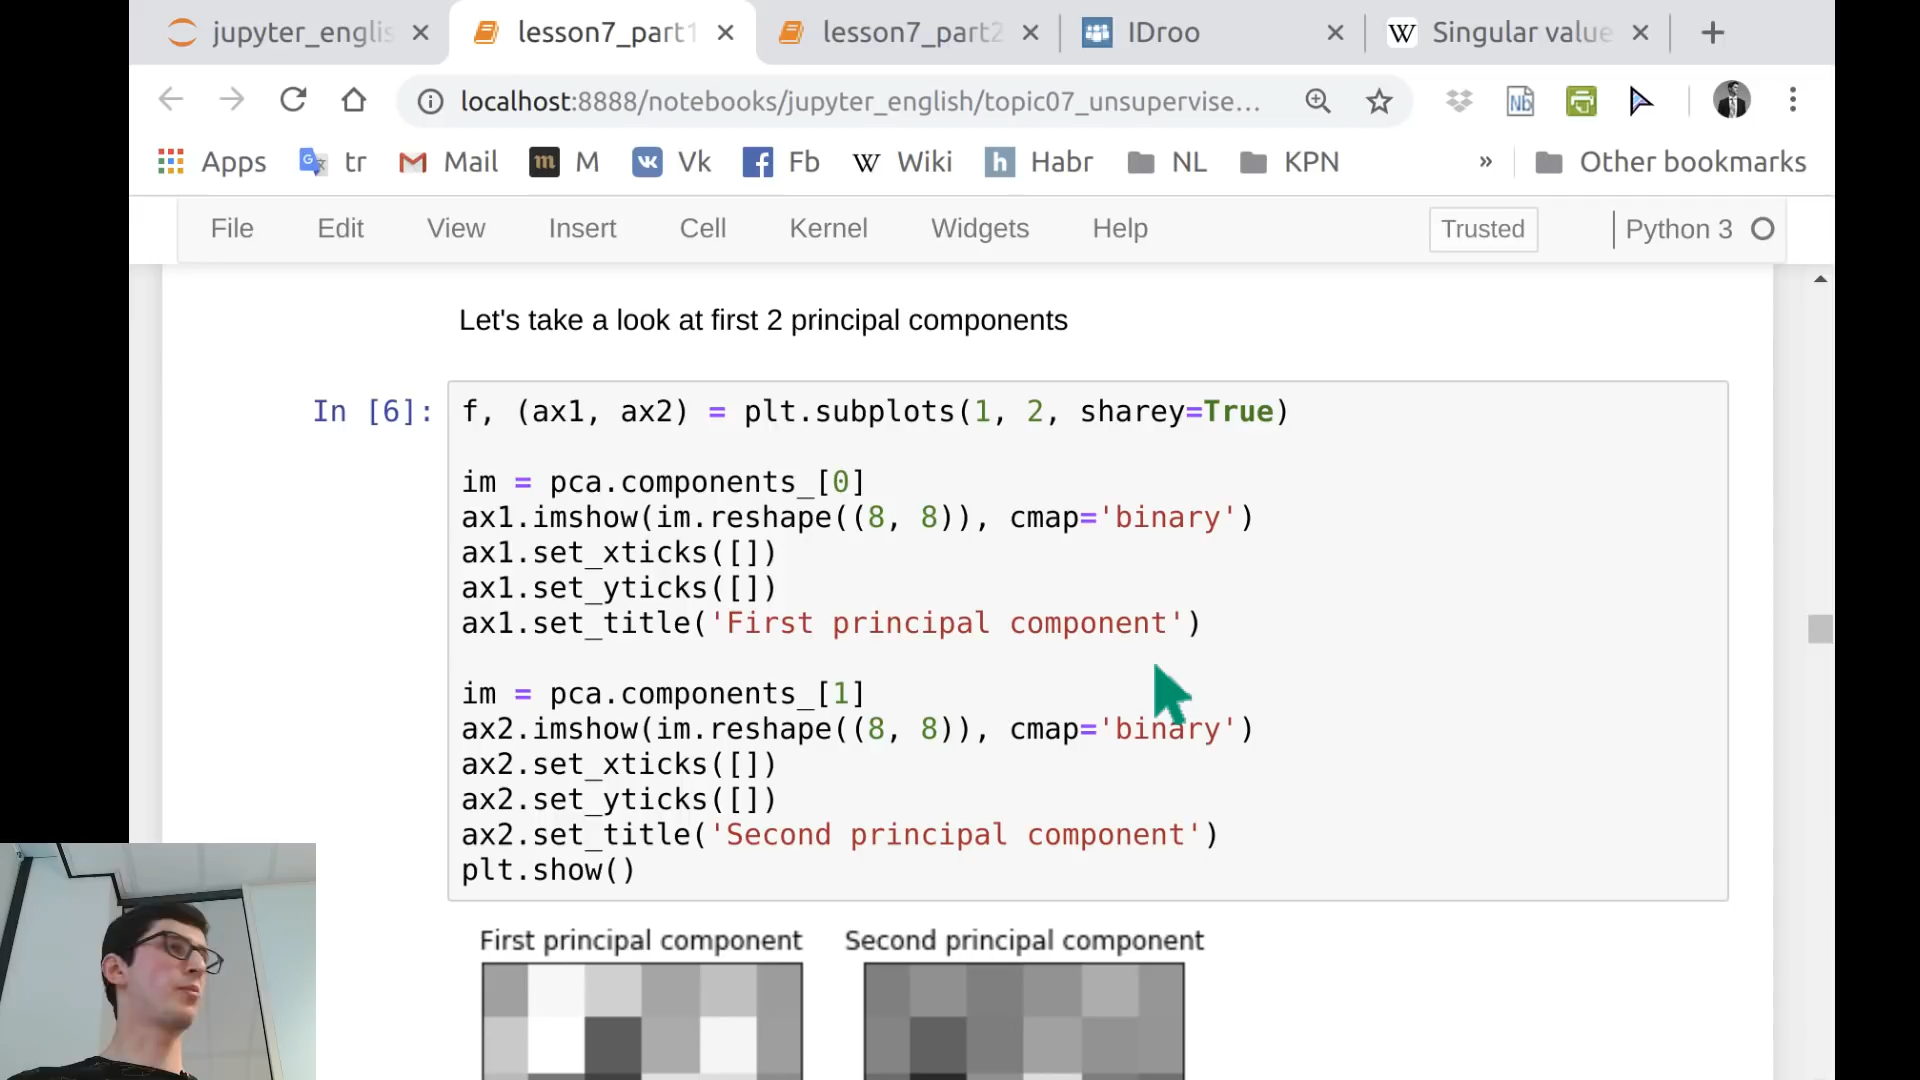 jupyter_englis
lesson7_part1
lesson7_part2
IDroo
W
Singular value
localhost:8888/notebooks/jupyter_english/topic07_unsupervise...
Nb
Apps
tr
Mail
m M
vk Vk
f Fb
W Wiki
h Habr
NL
KPN
»
Other bookmarks
File
Edit
View
Insert
Cell
Kernel
Widgets
Help
Trusted
Python 3
Let's take a look at first 2 principal components
In [6]:
f, (ax1, ax2) = plt.subplots(1, 2, sharey=True)
im = pca.components_[0]
ax1.imshow(im.reshape((8, 8)), cmap='binary')
ax1.set_xticks([])
ax1.set_yticks([])
ax1.set_title('First principal component')
im = pca.components_[1]
ax2.imshow(im.reshape((8, 8)), cmap='binary')
ax2.set_xticks([])
ax2.set_yticks([])
ax2.set_title('Second principal component')
plt.show()
First principal component
Second principal component